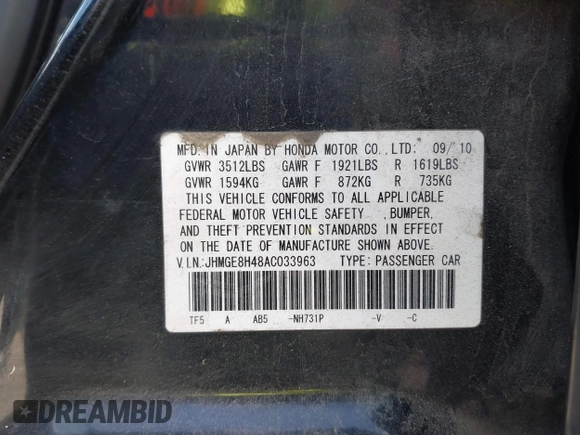 MFD. IN JAPAN BY HONDA MOTOR CO.,LTD: 09/10
GVWR 3512LBS GAWR F 1921LBS R 1619LBS
GVWR 1594KG GAWR F 872KG R 735KG
THIS VEHICLE CONFORMS TO ALL APPLICABLE
FEDERAL MOTOR VEHICLE SAFETY ,BUMPER,
AND THEFT PREVENTION STANDARDS IN EFFECT
ON THE DATE OF MANUFACTURE SHOWN ABOVE.
V.I.N:JHMGE8H48AC033963 TYPE: PASSENGER CAR
TF5 A AB5 -NH731P -V -C
DREAMBID